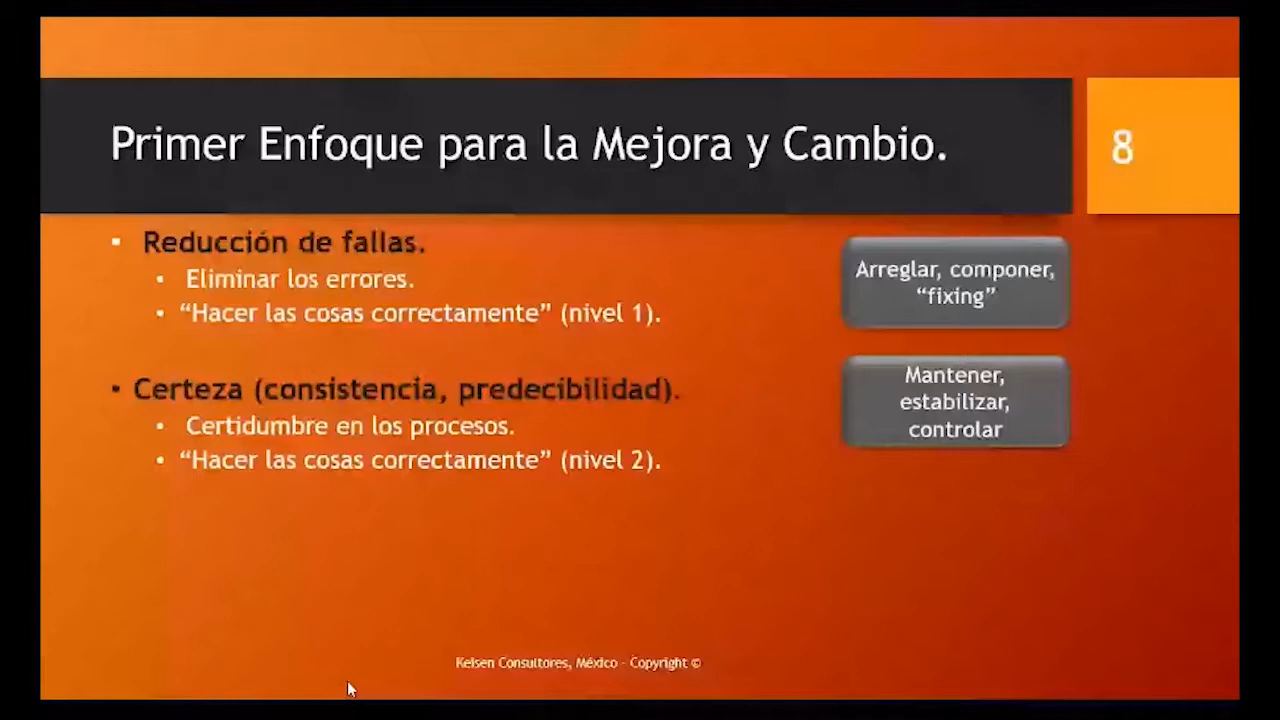 Primer Enfoque para la Mejora y Cambio.
8
• Reducción de fallas.
• Eliminar los errores.
• “Hacer las cosas correctamente” (nivel 1).
Arreglar, componer,
“fixing”
• Certeza (consistencia, predecibilidad).
• Certidumbre en los procesos.
• “Hacer las cosas correctamente” (nivel 2).
Mantener,
estabilizar,
controlar
Kelsen Consultores, México - Copyright ©